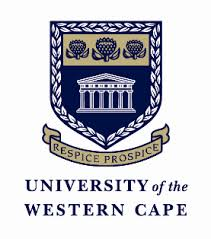 RESPICE PROSPICE
UNIVERSITY of the
WESTERN CAPE